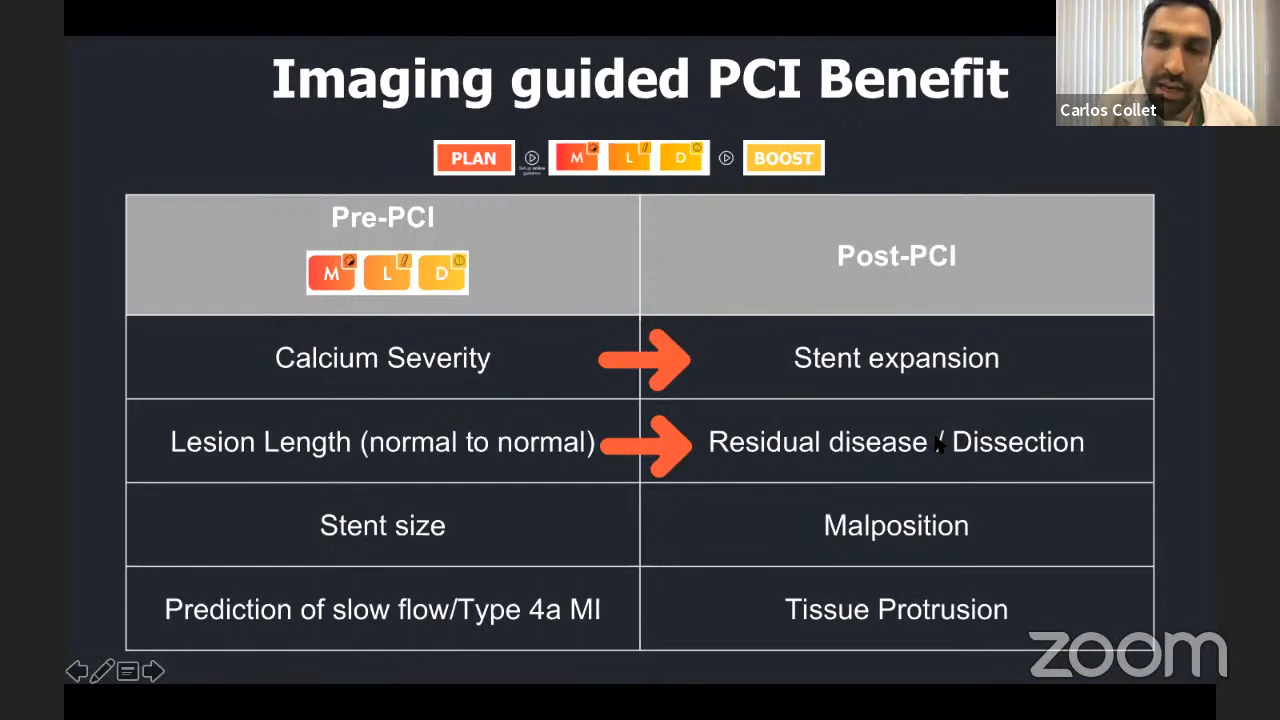 Imaging guided PCI Benefit
Carlos Collet
PLAN
M L D
BOOST
Pre-PCI
M L D
Post-PCI
Calcium Severity
Stent expansion
Lesion Length (normal to normal)
Residual disease / Dissection
Stent size
Malposition
Prediction of slow flow/Type 4a MI
Tissue Protrusion
zoom